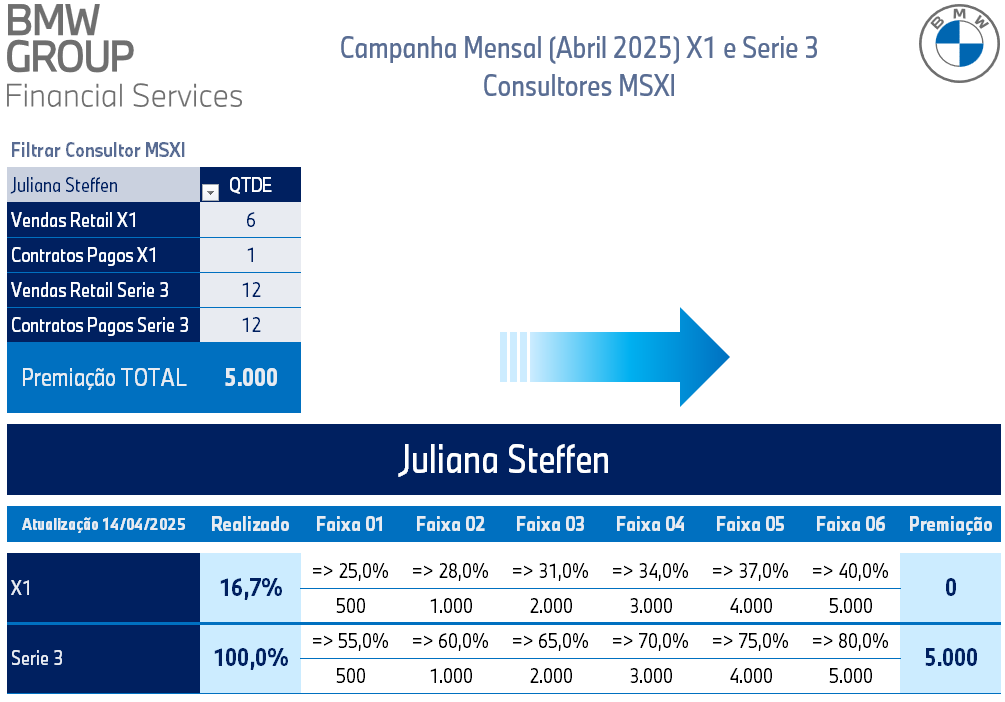 BMW
GROUP
Financial Services
Campanha Mensal (Abril 2025) X1 e Serie 3
Consultores MSXI
BMW
Filtrar Consultor MSXI
Juliana Steffen QTDE
Vendas Retail X1 6
Contratos Pagos X1 1
Vendas Retail Serie 3 12
Contratos Pagos Serie 3 12
Premiação TOTAL 5.000
Juliana Steffen
Atualização 14/04/2025 Realizado Faixa 01 Faixa 02 Faixa 03 Faixa 04 Faixa 05 Faixa 06 Premiação
X1 16,7% => 25,0% => 28,0% => 31,0% => 34,0% => 37,0% => 40,0% 0
500 1.000 2.000 3.000 4.000 5.000
Serie 3 100,0% => 55,0% => 60,0% => 65,0% => 70,0% => 75,0% => 80,0% 5.000
500 1.000 2.000 3.000 4.000 5.000